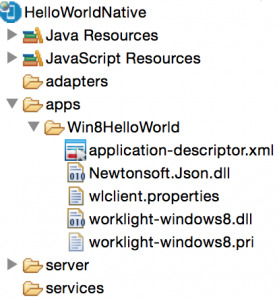 HelloWorldNative
Java Resources
JavaScript Resources
adapters
apps
Win8HelloWorld
application-descriptor.xml
Newtonsoft.Json.dll
wlclient.properties
worklight-windows8.dll
worklight-windows8.pri
server
services